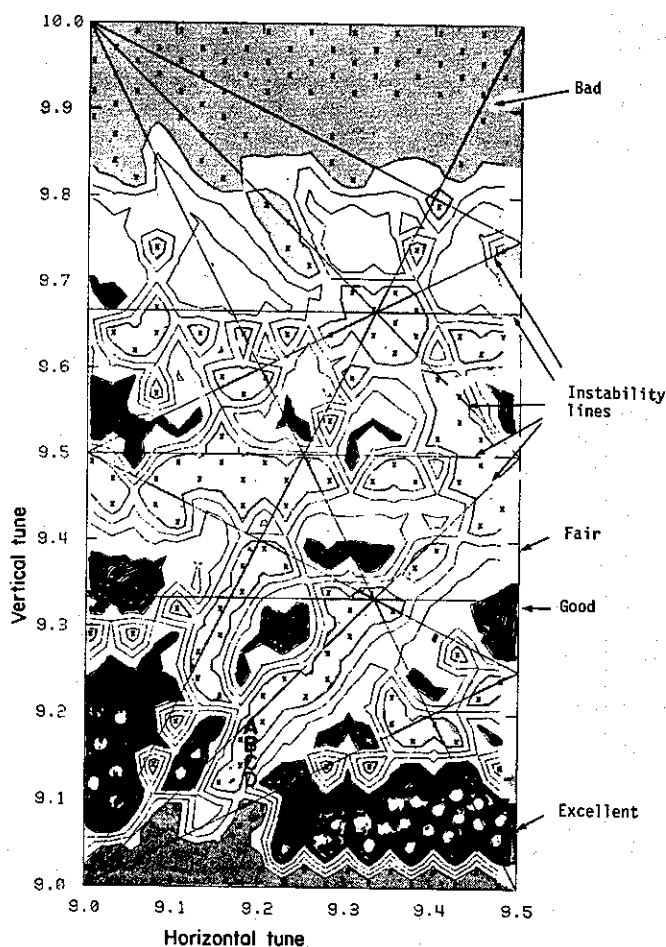 10.0
9.9
9.8
9.7
9.6
9.5
9.4
9.3
9.2
9.1
9.0
Vertical tune
Bad
Instability
lines
Fair
Good
Excellent
A
B
C
D
9.0 9.1 9.2 9.3 9.4 9.5
Horizontal tune